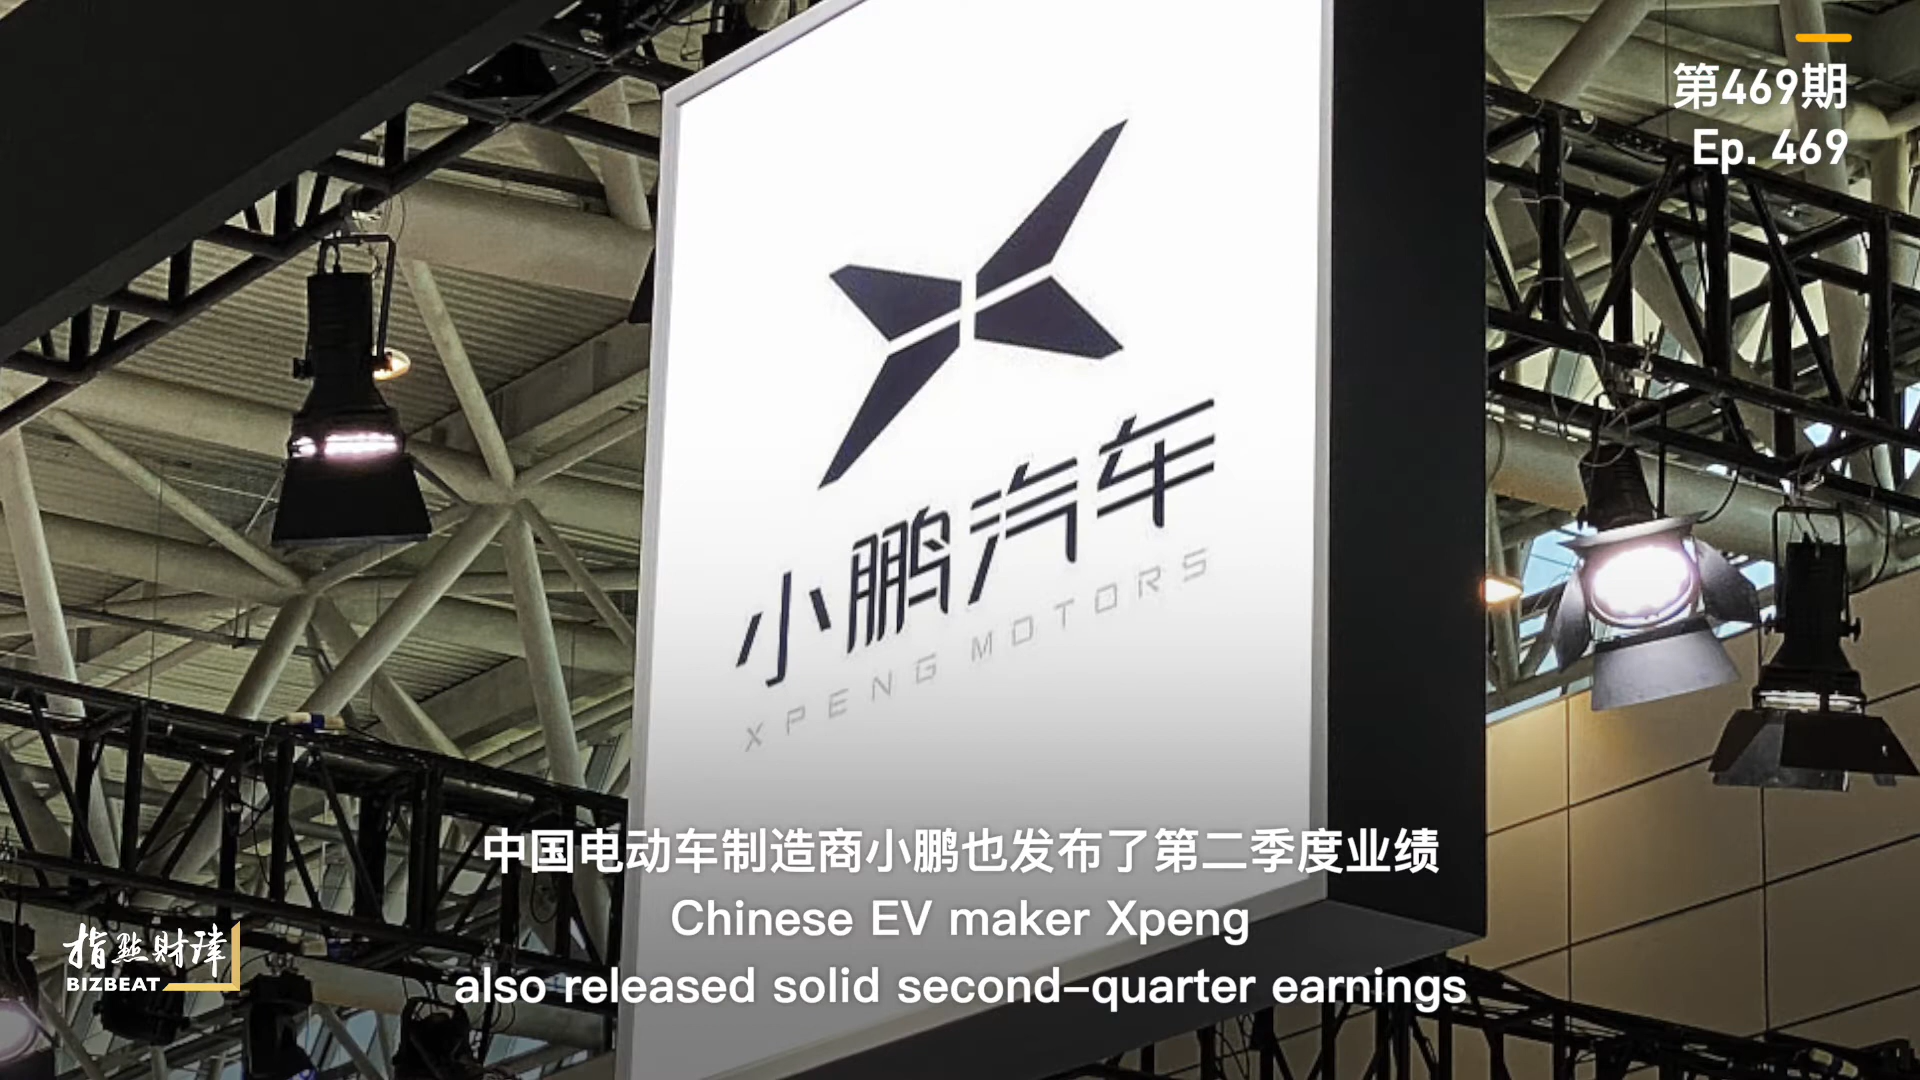 第469期
Ep. 469
小鹏汽车
XPENG MOTORS
中国电动车制造商小鹏也发布了第二季度业绩
Chinese EV maker Xpeng
also released solid second-quarter earnings
指點财瑋
BIZBEAT